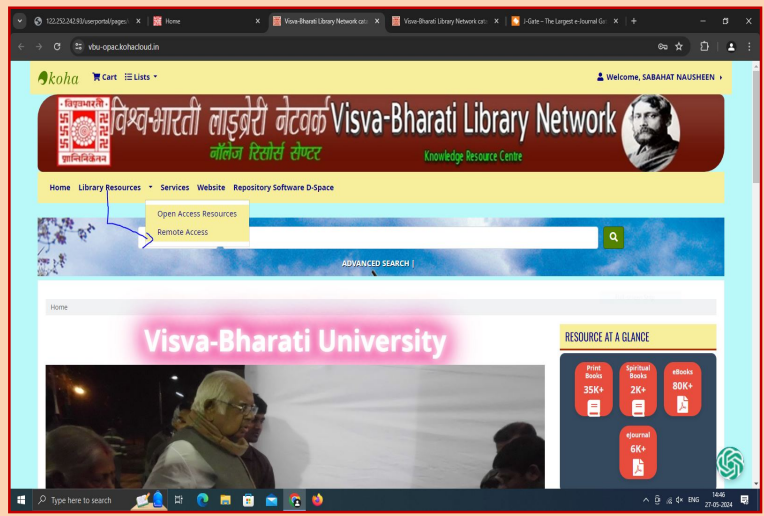 122.252.242.93/userportal/pages/
Home
Visva-Bharati Library Network cata
Visva-Bharati Library Network cata
J-Gate – The Largest e-Journal Gat
vbu-opac.kohacloud.in
koha Cart Lists Welcome, SABAHAT NAUSHEEN
विश्वभारती
शान्तिनिकेतन
विश्व-भारती लाइब्रेरी नेटवर्क Visva-Bharati Library Network
नॉलेज रिसोर्स सेण्टर Knowledge Resource Centre
Home Library Resources Services Website Repository Software D-Space
Open Access Resources
Remote Access
ADVANCED SEARCH |
Home
Visva-Bharati University
RESOURCE AT A GLANCE
Print Books
35K+
Spiritual Books
2K+
eBooks
80K+
eJournal
6K+
Type here to search
ENG
14:46
27-05-2024